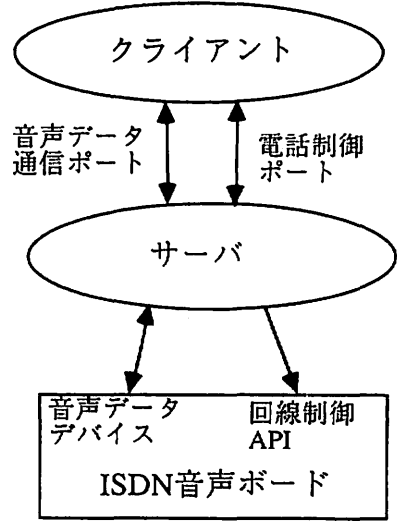 クライアント
音声データ
通信ポート
電話制御
ポート
サーバ
音声データ
デバイス
回線制御
API
ISDN音声ボード